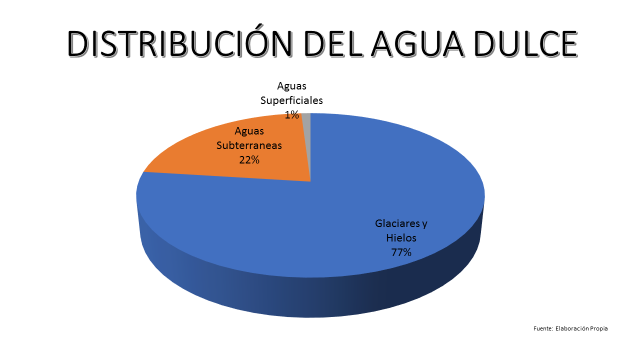 DISTRIBUCIÓN DEL AGUA DULCE
Aguas
Superficiales
1%
Aguas
Subterraneas
22%
Glaciares y
Hielos
77%
Fuente: Elaboración Propia